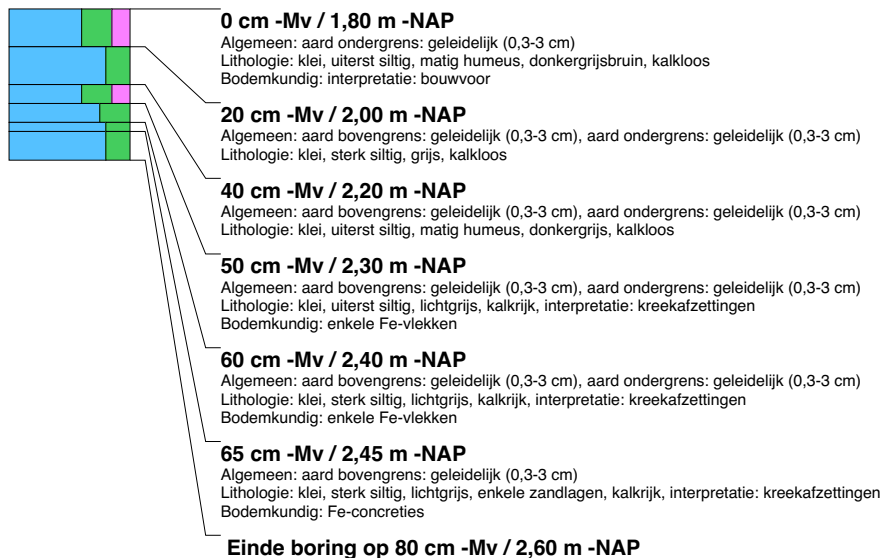 0 cm -Mv / 1,80 m -NAP
Algemeen: aard ondergrens: geleidelijk (0,3-3 cm)
Lithologie: klei, uiterst siltig, matig humeus, donkergrijsbruin, kalkloos
Bodemkundig: interpretatie: bouwvoor
20 cm -Mv / 2,00 m -NAP
Algemeen: aard bovengrens: geleidelijk (0,3-3 cm), aard ondergrens: geleidelijk (0,3-3 cm)
Lithologie: klei, sterk siltig, grijs, kalkloos
40 cm -Mv / 2,20 m -NAP
Algemeen: aard bovengrens: geleidelijk (0,3-3 cm), aard ondergrens: geleidelijk (0,3-3 cm)
Lithologie: klei, uiterst siltig, matig humeus, donkergrijs, kalkloos
50 cm -Mv / 2,30 m -NAP
Algemeen: aard bovengrens: geleidelijk (0,3-3 cm), aard ondergrens: geleidelijk (0,3-3 cm)
Lithologie: klei, uiterst siltig, lichtgrijs, kalkrijk, interpretatie: kreekafzettingen
Bodemkundig: enkele Fe-vlekken
60 cm -Mv / 2,40 m -NAP
Algemeen: aard bovengrens: geleidelijk (0,3-3 cm), aard ondergrens: geleidelijk (0,3-3 cm)
Lithologie: klei, sterk siltig, lichtgrijs, kalkrijk, interpretatie: kreekafzettingen
Bodemkundig: enkele Fe-vlekken
65 cm -Mv / 2,45 m -NAP
Algemeen: aard bovengrens: geleidelijk (0,3-3 cm)
Lithologie: klei, sterk siltig, lichtgrijs, enkele zandlagen, kalkrijk, interpretatie: kreekafzettingen
Bodemkundig: Fe-concreties
Einde boring op 80 cm -Mv / 2,60 m -NAP